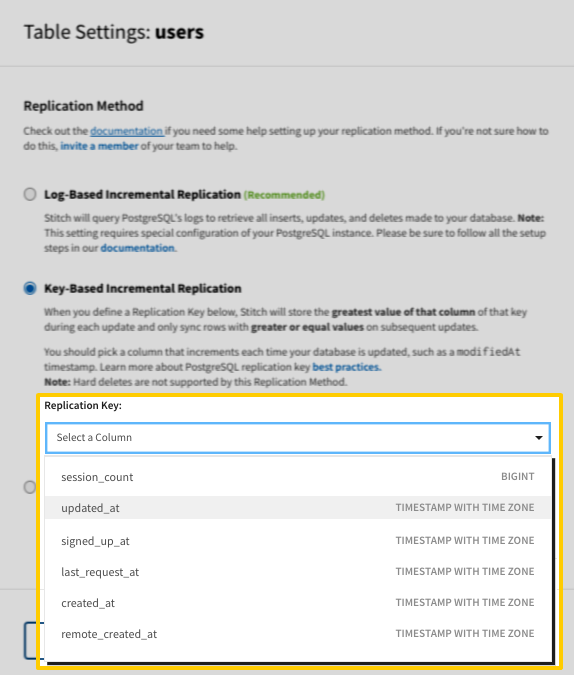 Table Settings: users
Replication Method
Check out the documentation if you need some help setting up your replication method. If you're not sure how to
do this, invite a member of your team to help.
Log-Based Incremental Replication (Recommended)
Stitch will query PostgreSQL's logs to retrieve all inserts, updates, and deletes made to your database. Note:
This setting requires special configuration of your PostgreSQL instance. Please be sure to follow all the setup
steps in our documentation.
Key-Based Incremental Replication
When you define a Replication Key below, Stitch will store the greatest value of that column of that key
during each update and only sync rows with greater or equal values on subsequent updates.
You should pick a column that increments each time your database is updated, such as a modifiedAt
timestamp. Learn more about PostgreSQL replication key best practices.
Note: Hard deletes are not supported by this Replication Method.
Replication Key:
Select a Column
session_count BIGINT
updated_at TIMESTAMP WITH TIME ZONE
signed_up_at TIMESTAMP WITH TIME ZONE
last_request_at TIMESTAMP WITH TIME ZONE
created_at TIMESTAMP WITH TIME ZONE
remote_created_at TIMESTAMP WITH TIME ZONE